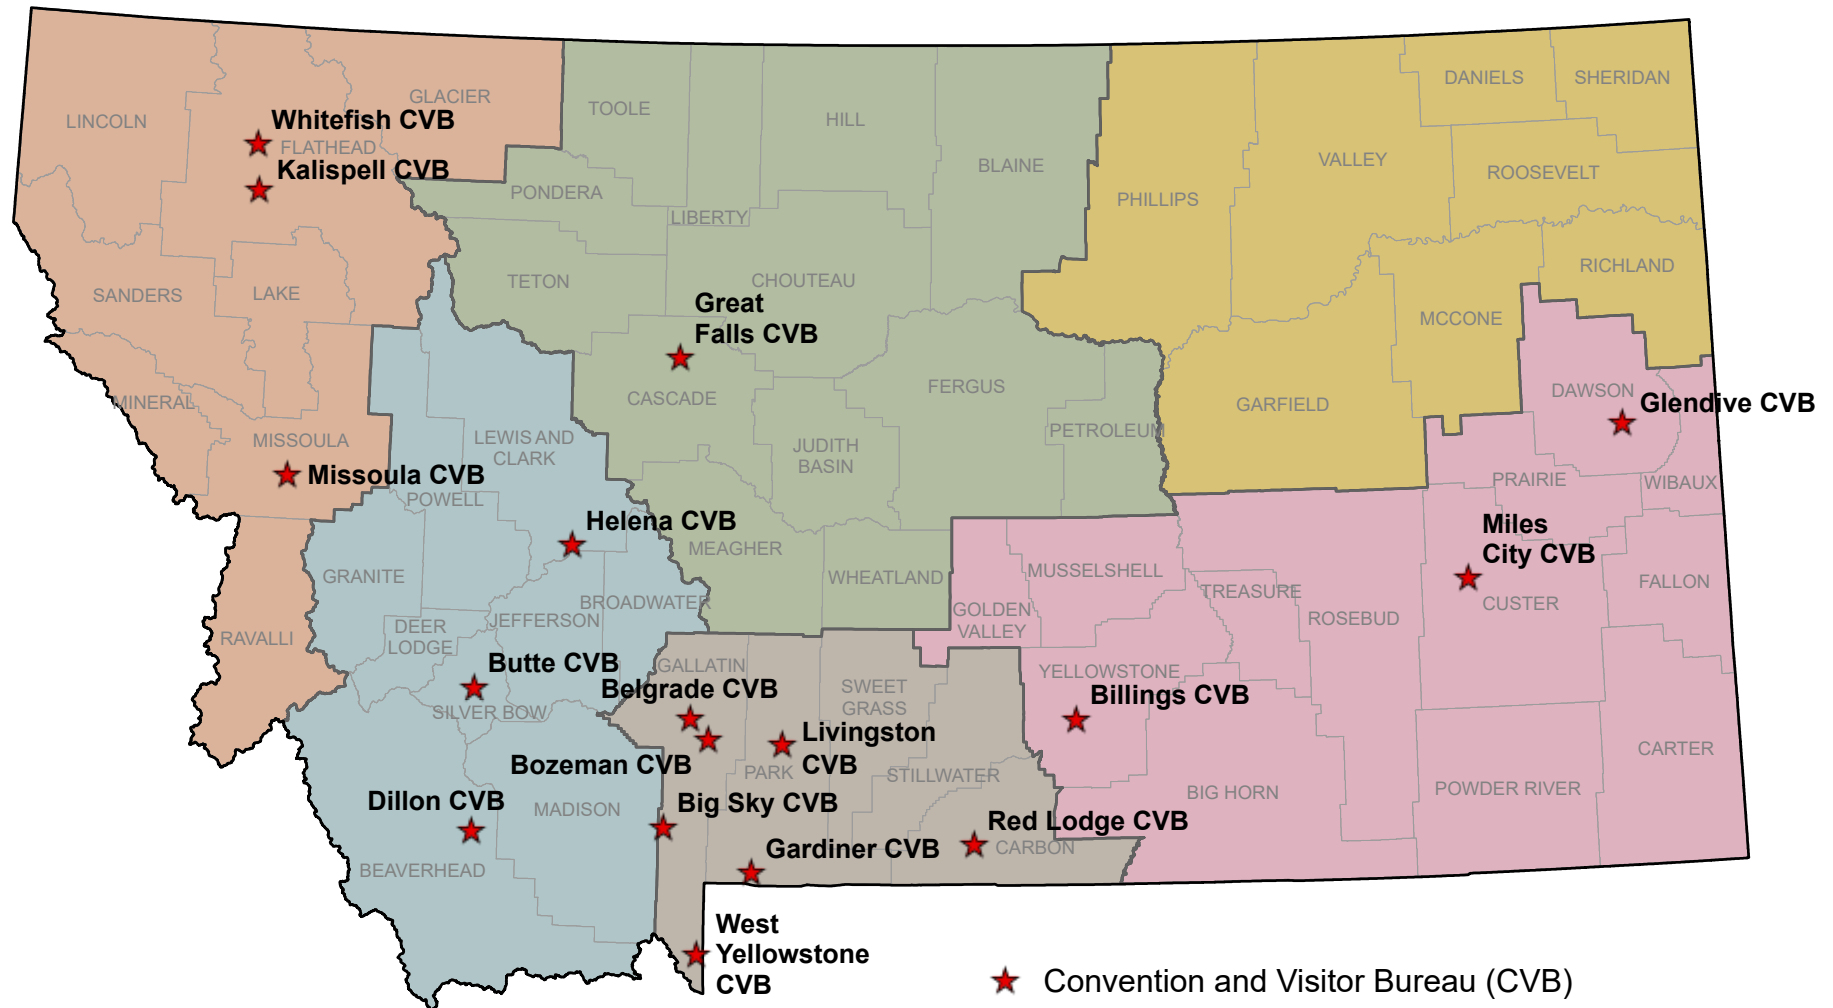 DANIELS
SHERIDAN
LINCOLN
GLACIER
TOOLE
HILL
Whitefish CVB
FLATHEAD
Kalispell CVB
BLAINE
VALLEY
ROOSEVELT
PONDERA
PHILLIPS
LIBERTY
RICHLAND
TETON
CHOUTEAU
SANDERS
LAKE
Great
Falls CVB
MCCONE
CASCADE
FERGUS
DAWSON
GARFIELD
Glendive CVB
MINERAL
MISSOULA
LEWIS AND
CLARK
JUDITH
BASIN
PETROLEUM
Missoula CVB
POWELL
PRAIRIE
WIBAUX
Helena CVB
MEAGHER
Miles
City CVB
GRANITE
WHEATLAND
MUSSELSHELL
TREASURE
FALLON
BROADWATER
GOLDEN
VALLEY
ROSEBUD
CUSTER
RAVALLI
DEER
LODGE
JEFFERSON
Butte CVB
GALLATIN
YELLOWSTONE
Belgrade CVB
SWEET
GRASS
Billings CVB
SILVER BOW
Livingston
CVB
Bozeman CVB
PARK
STILLWATER
CARTER
Dillon CVB
MADISON
Big Sky CVB
BIG HORN
POWDER RIVER
Red Lodge CVB
Gardiner CVB
CARBON
BEAVERHEAD
West
Yellowstone
CVB
Convention and Visitor Bureau (CVB)